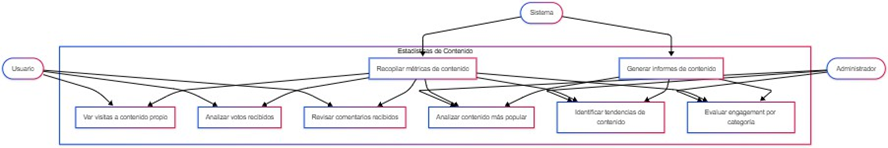 Sistema
Estadísticas de Contenido
Usuario
Recopilar métricas de contenido
Generar informes de contenido
Administrador
Ver visitas a contenido propio
Analizar votos recibidos
Revisar comentarios recibidos
Analizar contenido más popular
Identificar tendencias de
contenido
Evaluar engagement por
categoría